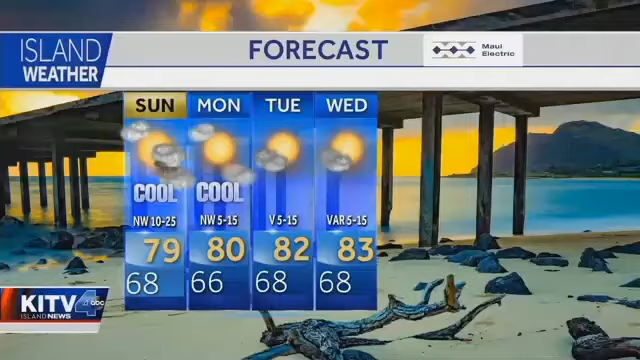 ISLAND
WEATHER
FORECAST
Maui
Electric
SUN MON TUE WED
COOL COOL
NW 10-25 NW 5-15 V 5-15 VAR 5-15
79 80 82 83
68 66 68 68
KITV4 abc
ISLAND NEWS